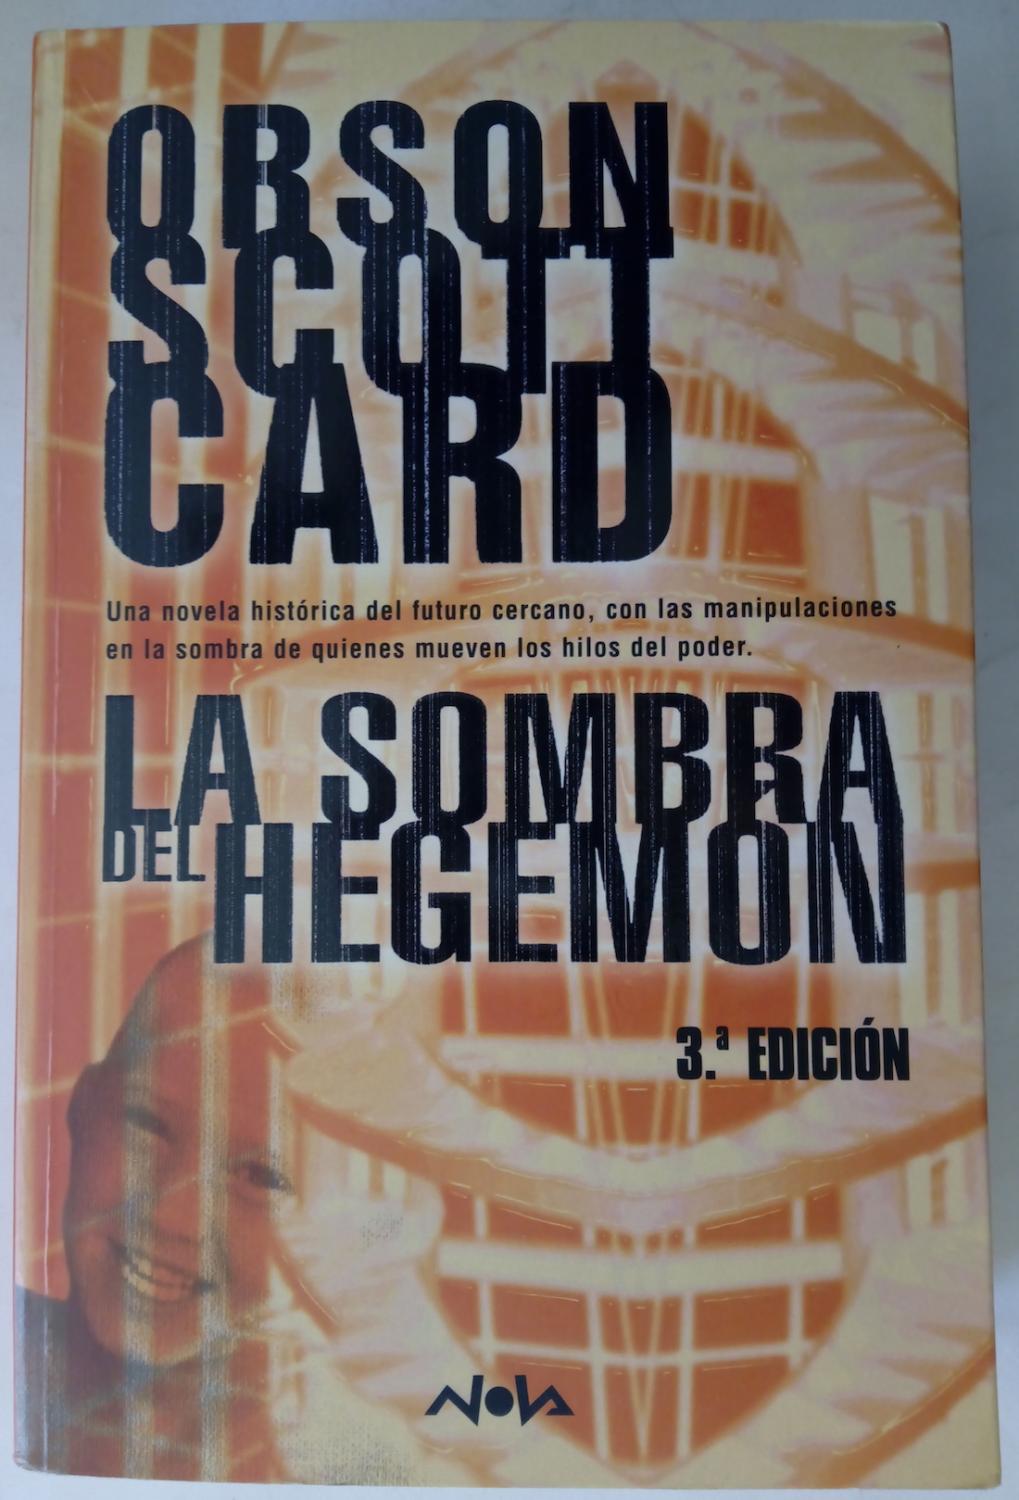 ORSON
SCOTT
CARD
Una novela histórica del futuro cercano, con las manipulaciones
en la sombra de quienes mueven los hilos del poder.
LA SOMBRA
DEL HEGEMÓN
3.ª EDICIÓN
NOVA